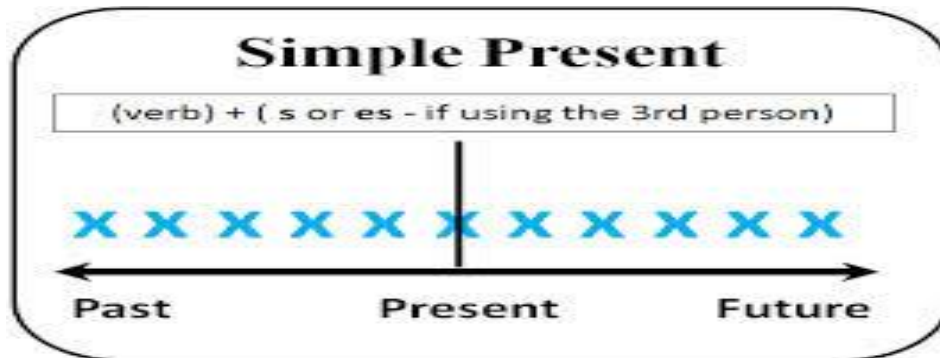 Simple Present
(verb) + ( s or es - if using the 3rd person)
X X X X X X X X X X X
Past Present Future